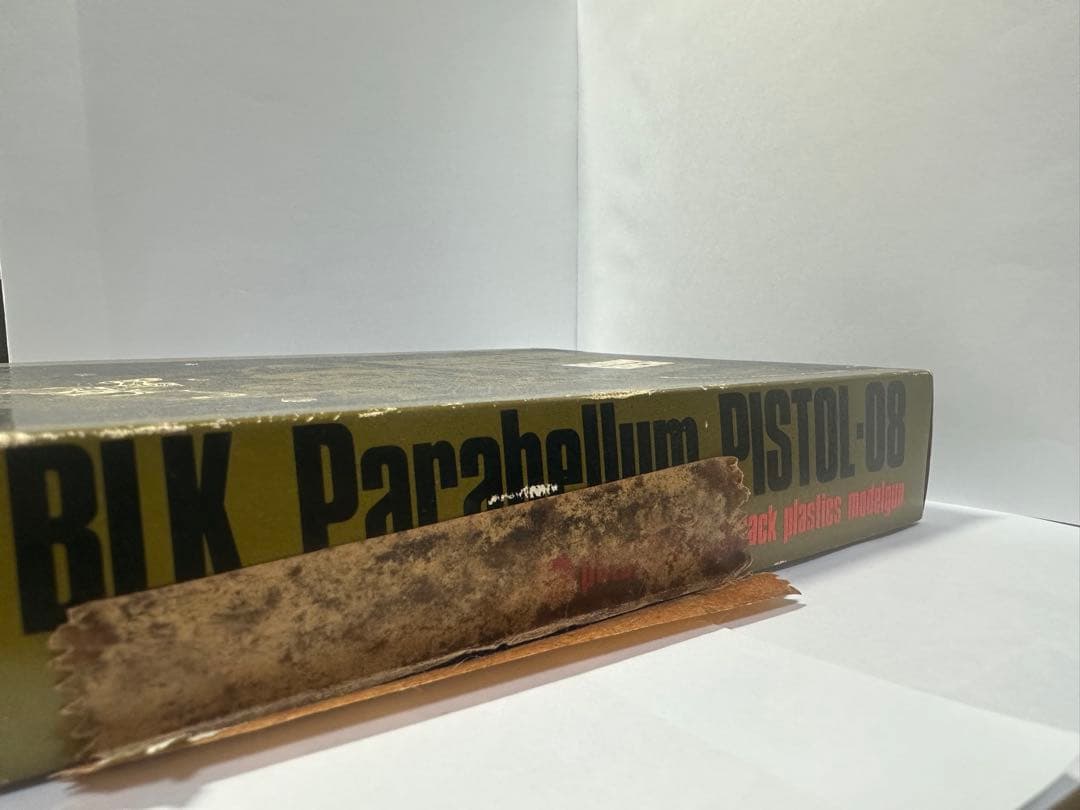 BLK Parabellum PISTOL-08
ack plastics modelgun